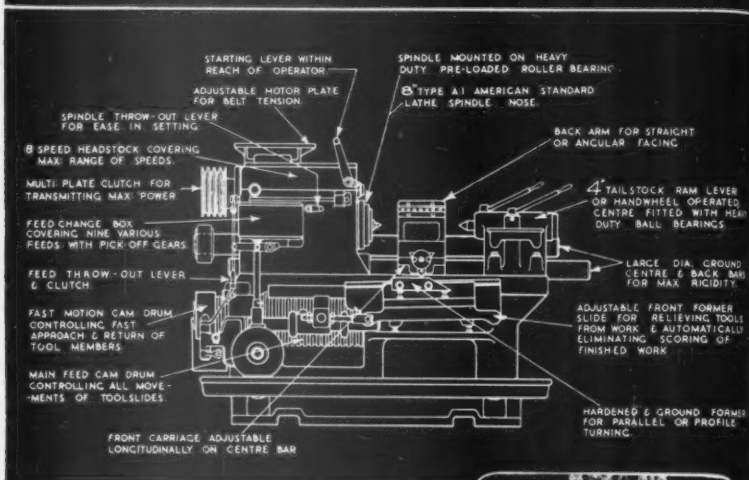 STARTING LEVER WITHIN
REACH OF OPERATOR.
ADJUSTABLE MOTOR PLATE
FOR BELT TENSION.
SPINDLE THROW-OUT LEVER
FOR EASE IN SETTING.
8 SPEED HEADSTOCK COVERING
MAX: RANGE OF SPEEDS.
MULTI PLATE CLUTCH FOR
TRANSMITTING MAX: POWER.
FEED CHANGE BOX
COVERING NINE VARIOUS
FEEDS WITH PICK OFF GEARS.
FEED THROW-OUT LEVER
& CLUTCH.
FAST MOTION CAM DRUM
CONTROLLING FAST
APPROACH & RETURN OF
TOOL MEMBERS.
MAIN FEED CAM DRUM
CONTROLLING ALL MOVE-
-MENTS OF TOOLSLIDES.
FRONT CARRIAGE ADJUSTABLE
LONGITUDINALLY ON CENTRE BAR
SPINDLE MOUNTED ON HEAVY
DUTY PRE-LOADED ROLLER BEARING
8" TYPE A.1 AMERICAN STANDARD
LATHE SPINDLE NOSE.
BACK ARM FOR STRAIGHT
OR ANGULAR FACING
4" TAILSTOCK RAM LEVER
OR HANDWHEEL OPERATED
CENTRE FITTED WITH HEAVY
DUTY BALL BEARINGS
LARGE DIA. GROUND
CENTRE & BACK BARS
FOR MAX RIGIDITY.
ADJUSTABLE FRONT FORMER
SLIDE FOR RELIEVING TOOLS
FROM WORK & AUTOMATICALLY
ELIMINATING SCORING OF
FINISHED WORK
HARDENED & GROUND FORMER
FOR PARALLEL OR PROFILE
TURNING.